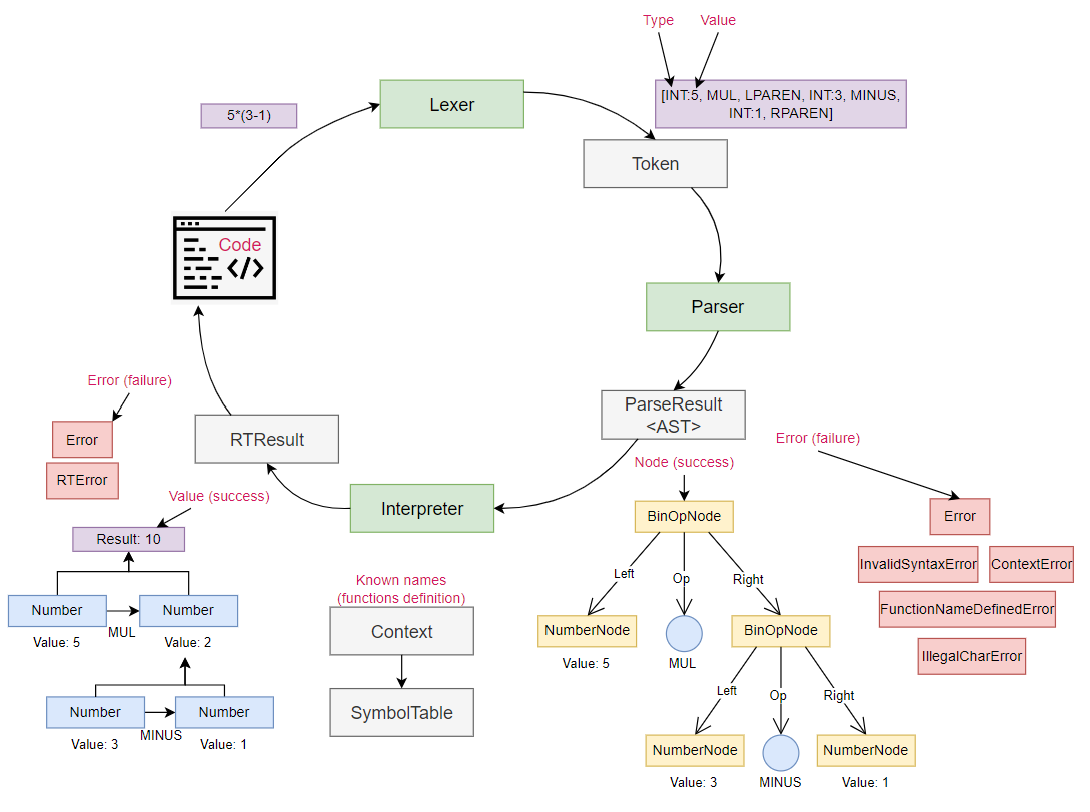 Type
Value
Lexer
[INT:5, MUL, LPAREN, INT:3, MINUS,
INT:1, RPAREN]
5*(3-1)
Token
Code
</>
Parser
Error (failure)
ParseResult
<AST>
Error
RTResult
Error (failure)
RTError
Node (success)
Value (success)
Interpreter
BinOpNode
Error
Result: 10
InvalidSyntaxError
ContextError
Left
Op
Right
Known names
(functions definition)
Number
Number
MUL
Value: 5
Value: 2
Context
NumberNode
Value: 5
MUL
BinOpNode
FunctionNameDefinedError
IllegalCharError
Left
Op
Right
Number
Number
MINUS
Value: 3
Value: 1
SymbolTable
NumberNode
NumberNode
Value: 3
MINUS
Value: 1